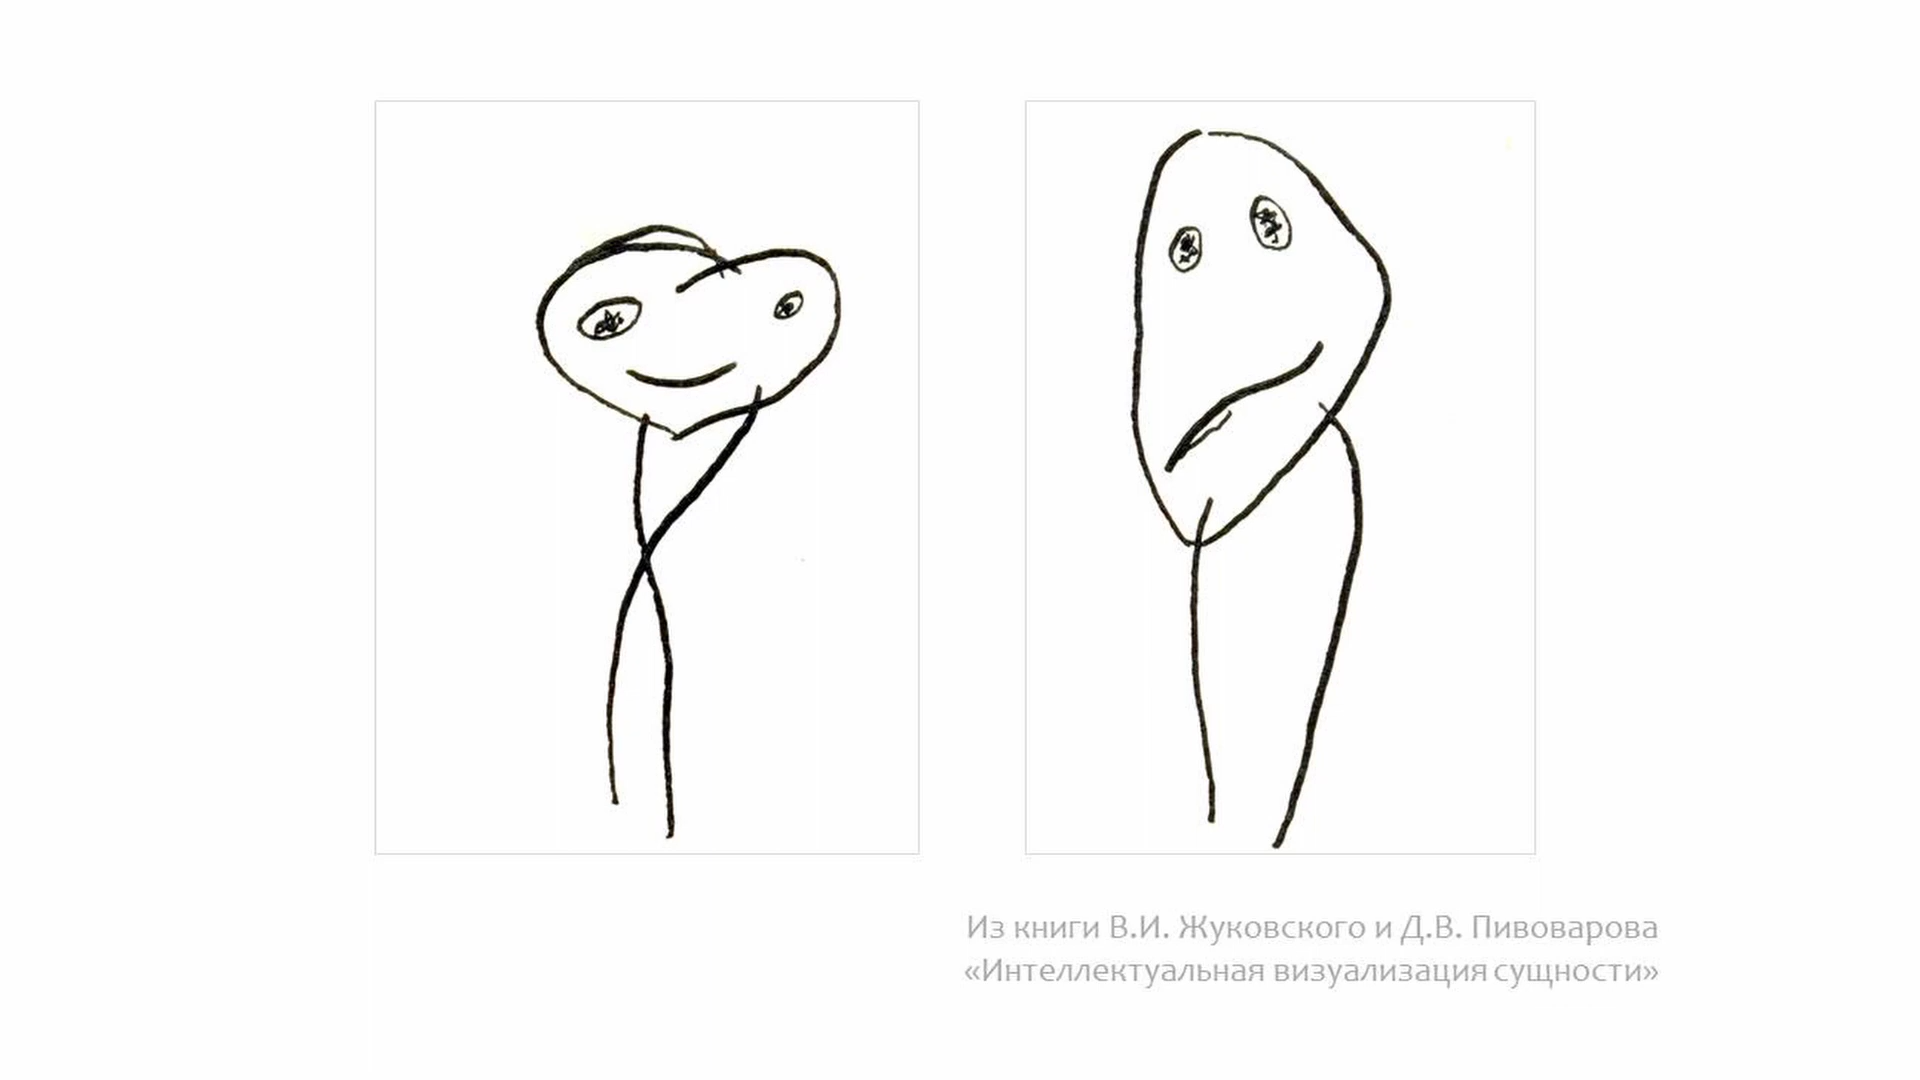 Из книги В.И. Жуковского и Д.В. Пивоварова
«Интеллектуальная визуализация сущности»